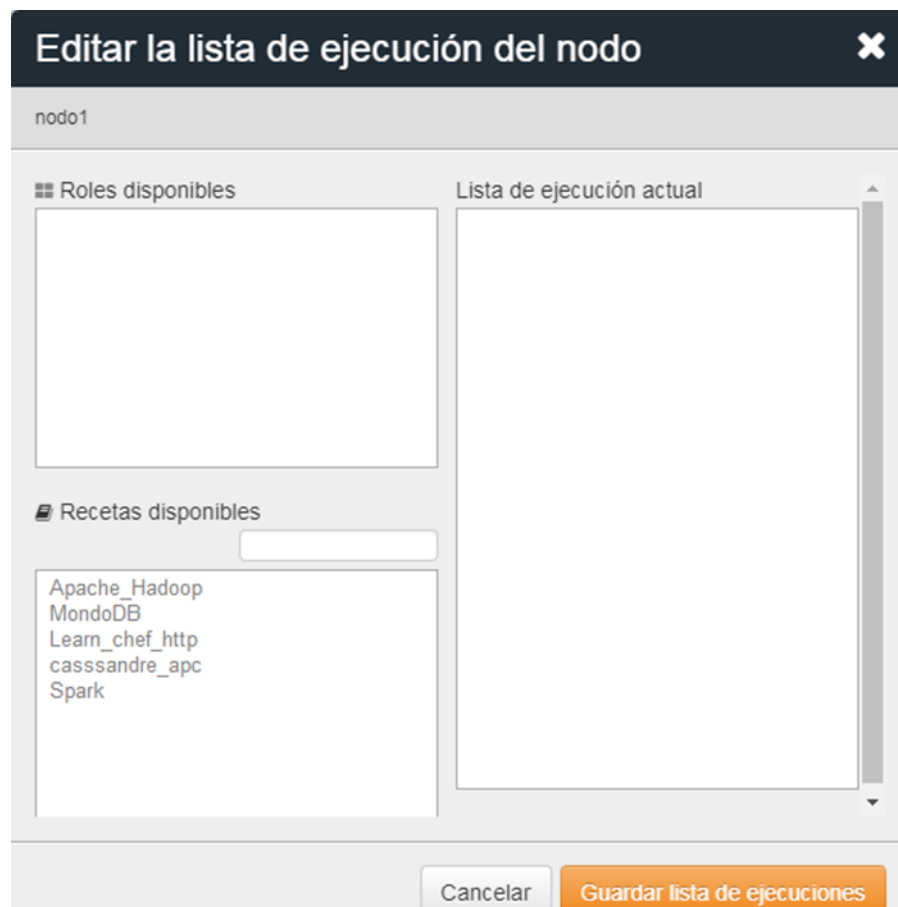 Editar la lista de ejecución del nodo
nodo1
Roles disponibles
Lista de ejecución actual
Recetas disponibles
Apache_Hadoop
MondoDB
Learn_chef_http
casssandre_apc
Spark
Cancelar
Guardar lista de ejecuciones